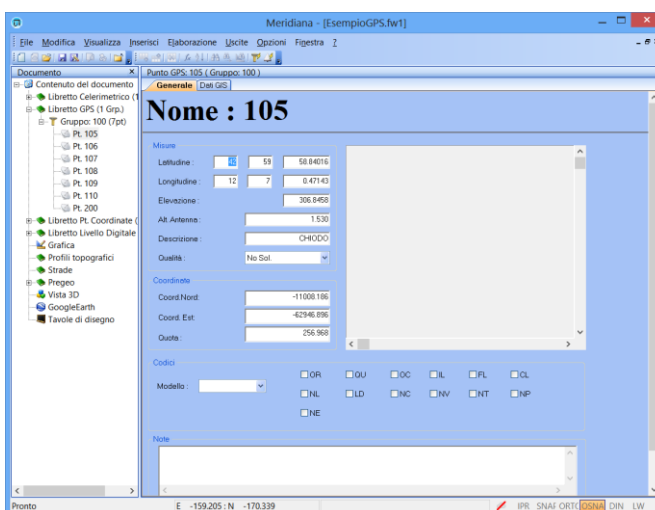 Meridiana - [EsempioGPS.fw1]
File Modifica Visualizza Inserisci Elaborazione Uscite Opzioni Finestra ?
Documento
Contenuto del documento
Libretto Celerimetrico (1
Libretto GPS (1 Grp.)
Gruppo: 100 (7pt)
Pt. 105
Pt. 106
Pt. 107
Pt. 108
Pt. 109
Pt. 110
Pt. 200
Libretto Pt. Coordinate (
Libretto Livello Digitale
Grafica
Profili topografici
Strade
Pregeo
Vista 3D
GoogleEarth
Tavole di disegno
Punto GPS: 105 ( Gruppo: 100 )
Generale Dati GIS
Nome : 105
Misure
Latitudine : 42 59 58.84016
Longitudine : 12 7 0.47143
Elevazione : 306.8458
Alt. Antenna : 1.530
Descrizione : CHIODO
Qualità : No Sol.
Coordinate
Coord.Nord: -11008.186
Coord. Est: -62946.896
Quota : 256.968
Codici
Modello :
OR QU OC IL FL CL
NL LD NC NV NT NP
NE
Note
Pronto E -159.205 : N -170.339 IPR SNAF ORTO OSNA DIN LW